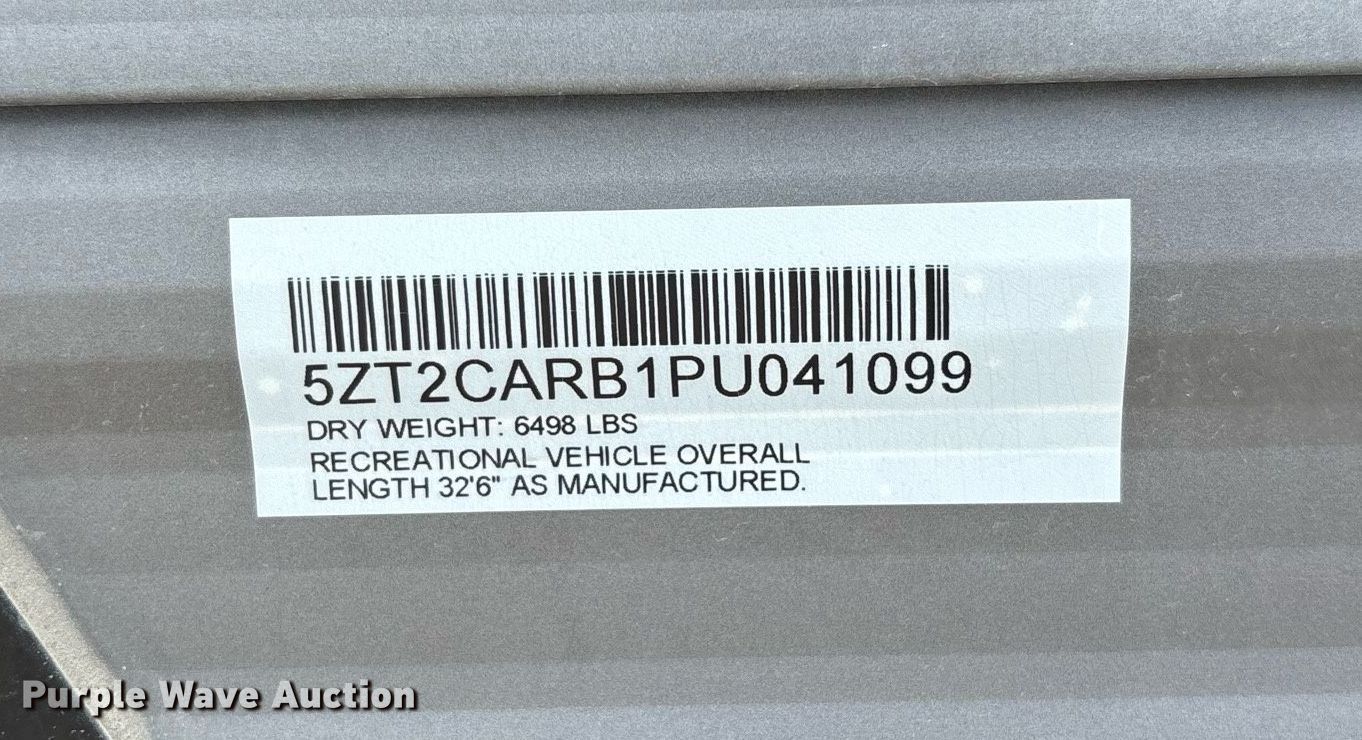 5ZT2CARB1PU041099
DRY WEIGHT: 6498 LBS
RECREATIONAL VEHICLE OVERALL
LENGTH 32'6" AS MANUFACTURED.
Purple Wave Auction